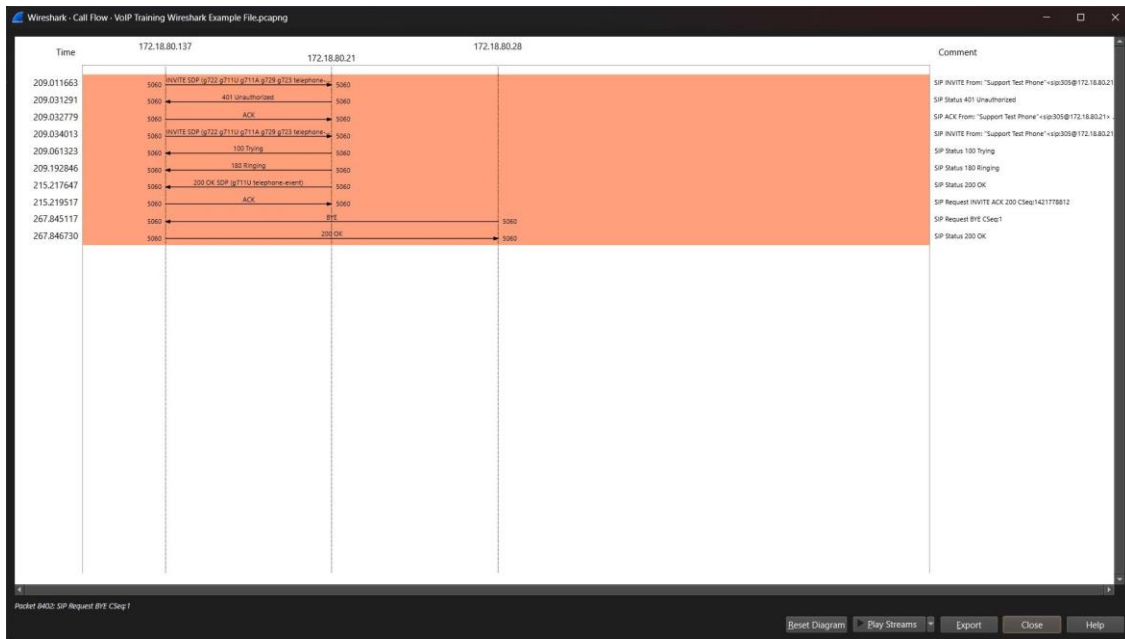 Wireshark · Call Flow · VoIP Training Wireshark Example File.pcapng
Time 172.18.80.137 172.18.80.21 172.18.80.28 Comment
209.011663 5060 INVITE SDP (g722 g711U g711A g729 g723 telephone-... 5060 SIP INVITE From: "Support Test Phone"<sip:305@172.18.80.21
209.031291 5060 401 Unauthorized 5060 SIP Status 401 Unauthorized
209.032779 5060 ACK 5060 SIP ACK From: "Support Test Phone"<sip:305@172.18.80.21> ..
209.034013 5060 INVITE SDP (g722 g711U g711A g729 g723 telephone-... 5060 SIP INVITE From: "Support Test Phone"<sip:305@172.18.80.21
209.061323 5060 100 Trying 5060 SIP Status 100 Trying
209.192846 5060 180 Ringing 5060 SIP Status 180 Ringing
215.217647 5060 200 OK SDP (g711U telephone-event) 5060 SIP Status 200 OK
215.219517 5060 ACK 5060 SIP Request INVITE ACK 200 CSeq:1421778812
267.845117 5060 BYE 5060 SIP Request BYE CSeq:1
267.846730 5060 200 OK 5060 SIP Status 200 OK
Packet 8402: SIP Request BYE CSeq:1
Reset Diagram Play Streams Export Close Help